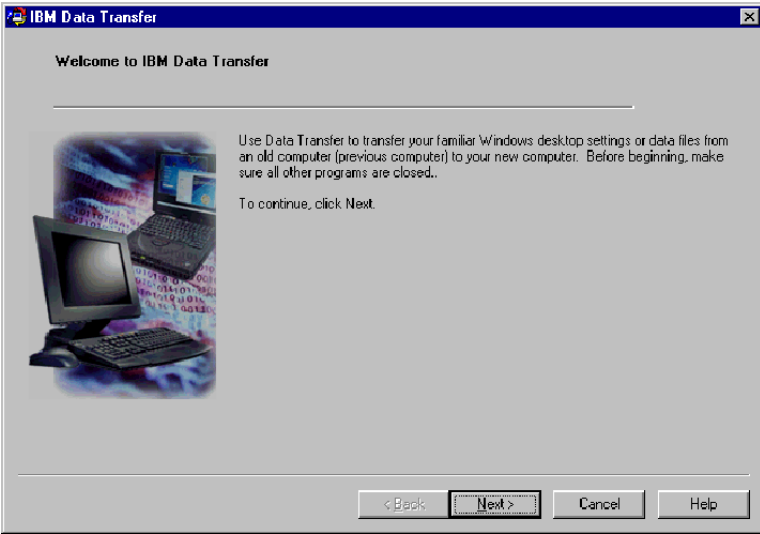 IBM Data Transfer
Welcome to IBM Data Transfer
Use Data Transfer to transfer your familiar Windows desktop settings or data files from
an old computer (previous computer) to your new computer. Before beginning, make
sure all other programs are closed..
To continue, click Next.
< Back
Next >
Cancel
Help